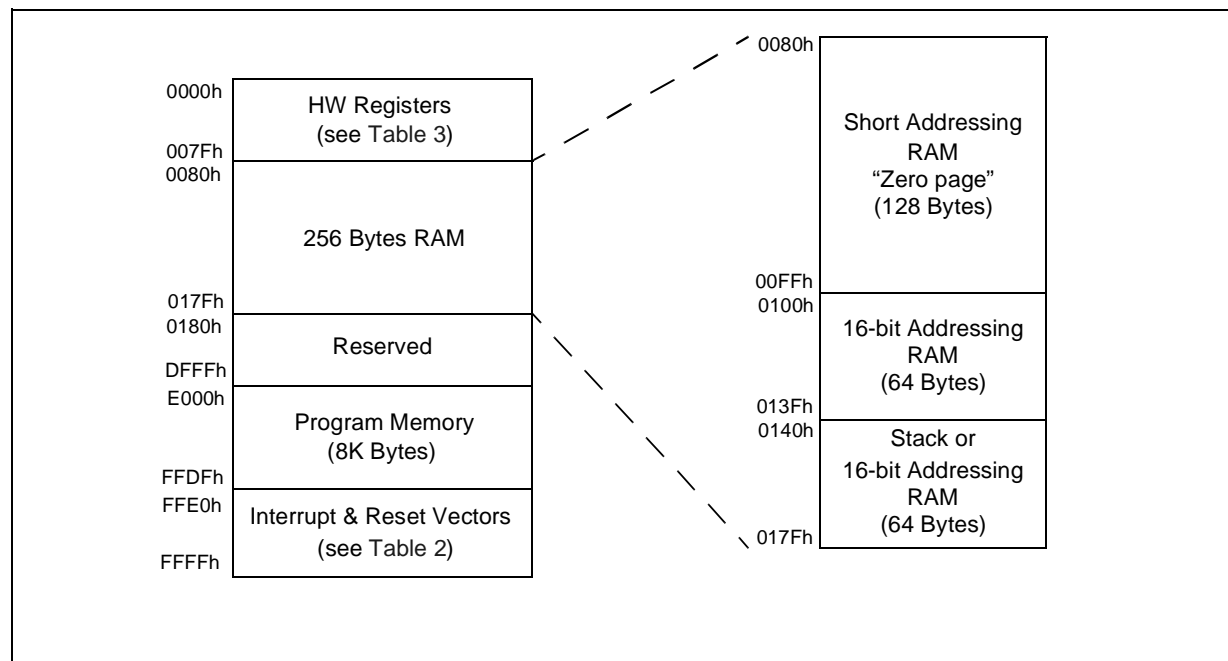 0000h
HW Registers
(see Table 3)
007Fh
0080h
256 Bytes RAM
017Fh
0180h
Reserved
DFFFh
E000h
Program Memory
(8K Bytes)
FFDFh
FFE0h
Interrupt & Reset Vectors
(see Table 2)
FFFFh
0080h
Short Addressing
RAM
“Zero page”
(128 Bytes)
00FFh
0100h
16-bit Addressing
RAM
(64 Bytes)
013Fh
0140h
Stack or
16-bit Addressing
RAM
(64 Bytes)
017Fh